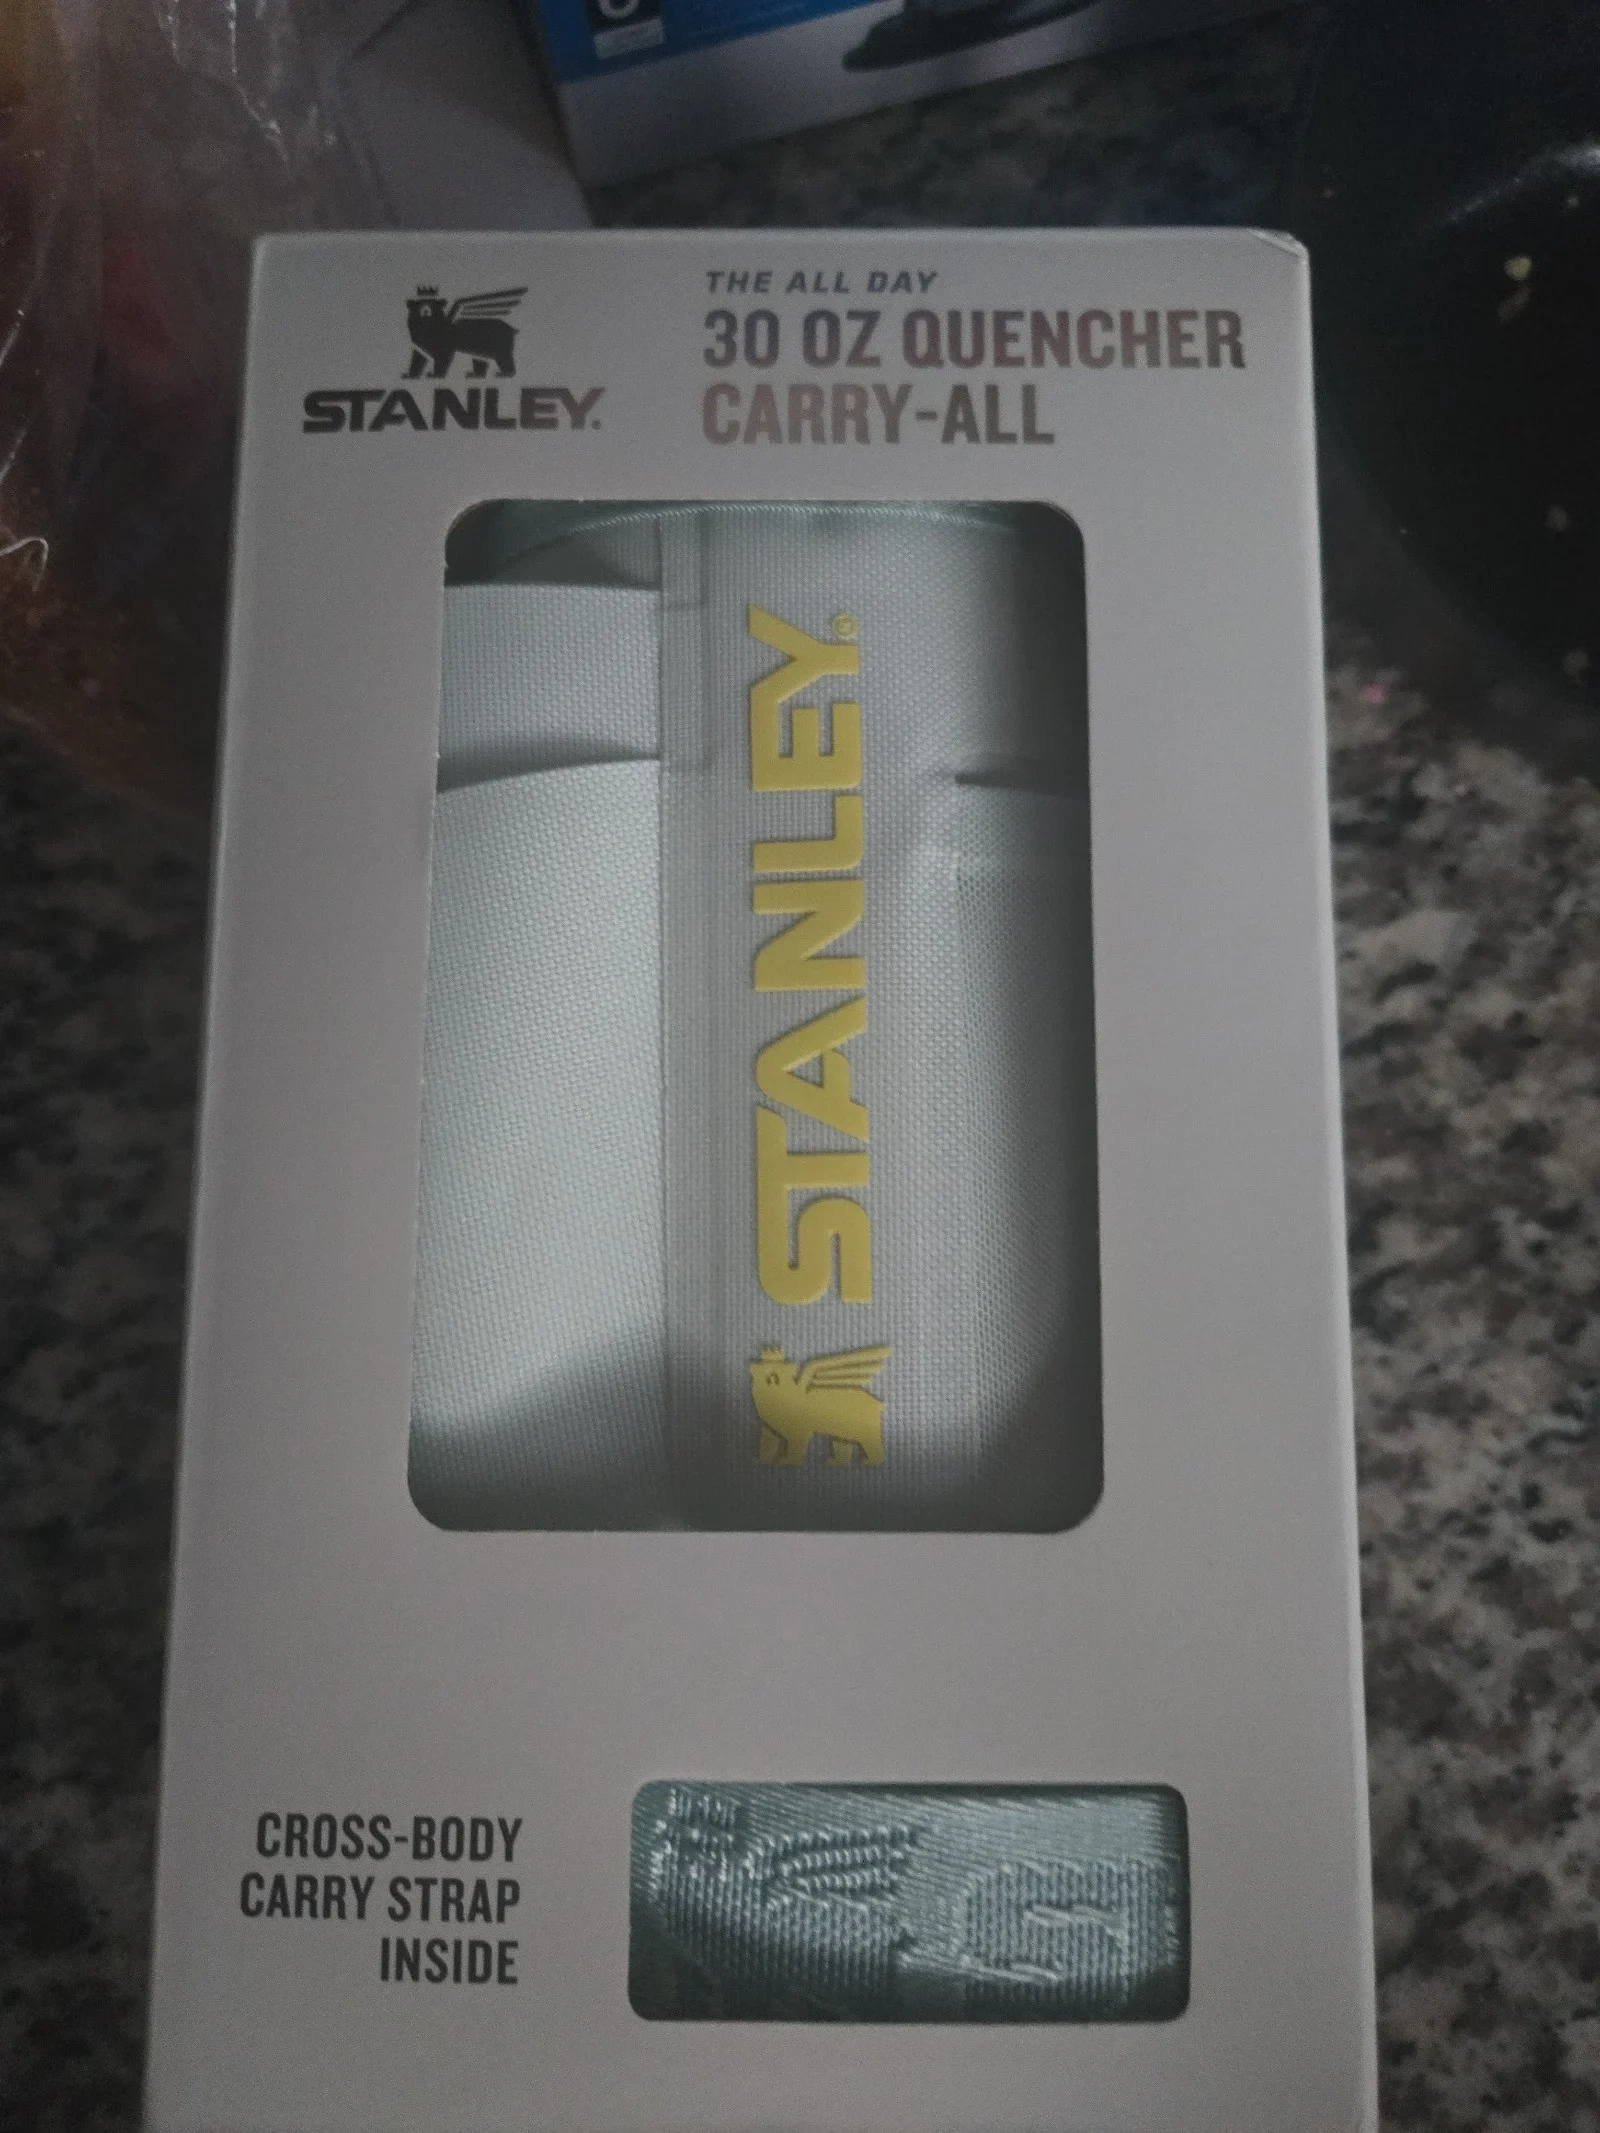 STANLEY.
THE ALL DAY
30 OZ QUENCHER
CARRY-ALL
STANLEY®
CROSS-BODY
CARRY STRAP
INSIDE